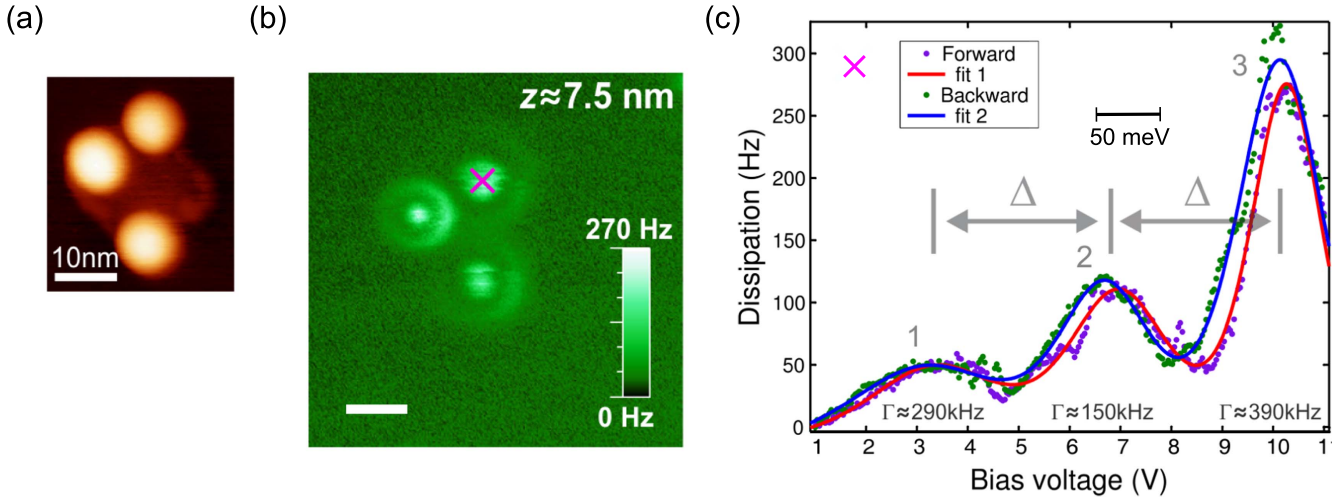 (a)
10nm
(b)
z≈7.5 nm
270 Hz
0 Hz
(c)
Dissipation (Hz)
300
250
200
150
100
50
0
Forward
fit 1
Backward
fit 2
50 meV
Δ
Δ
1
2
3
Γ≈290kHz
Γ≈150kHz
Γ≈390kHz
1 2 3 4 5 6 7 8 9 10 11
Bias voltage (V)